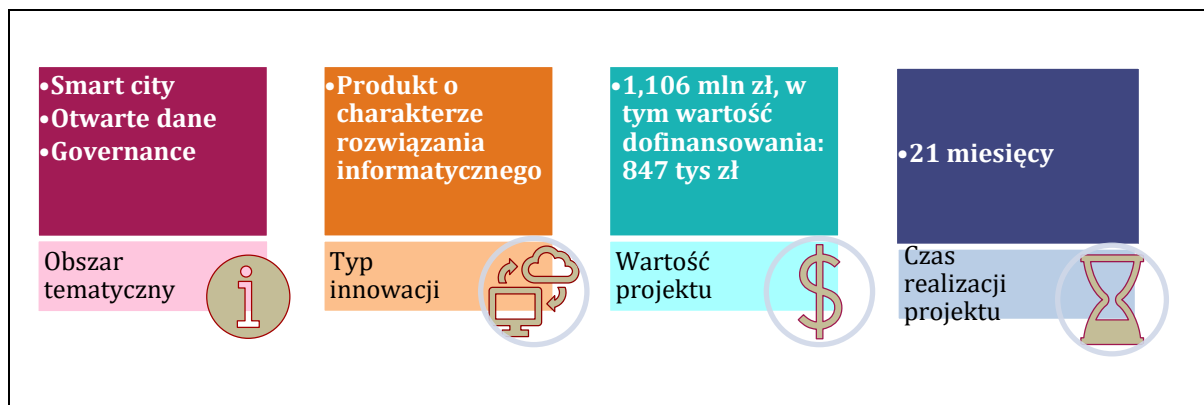 •Smart city
•Otwarte dane
•Governance
Obszar
tematyczny
•Produkt o
charakterze
rozwiązania
informatycznego
Typ
innowacji
•1,106 mln zł, w
tym wartość
dofinansowania:
847 tys zł
Wartość
projektu
•21 miesięcy
Czas
realizacji
projektu